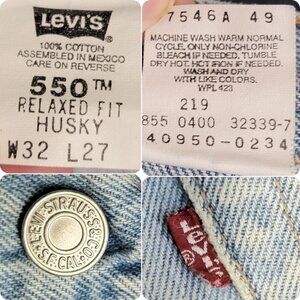 LEVI'S
100% COTTON
ASSEMBLED IN MEXICO
CARE ON REVERSE
550™
RELAXED FIT
HUSKY
W32 L27
7546A 49
MACHINE WASH WARM NORMAL
CYCLE. ONLY NON-CHLORINE
BLEACH IF NEEDED. TUMBLE
DRY HOT. HOT IRON IF NEEDED.
WASH AND DRY
WITH LIKE COLORS.
WPL 423
219
855 0400 32339-7
40950-0234
LEVI STRAUSS & CO.
S.F. CAL.
Levi's
®